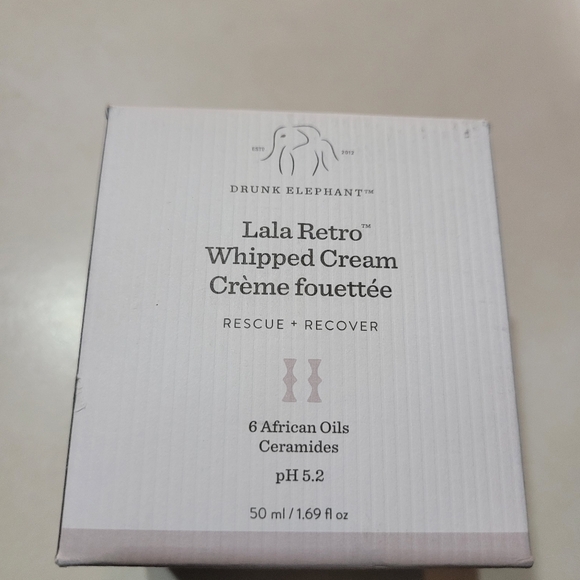 ESTD 2012
DRUNK ELEPHANT™
Lala Retro™
Whipped Cream
Crème fouettée
RESCUE + RECOVER
6 African Oils
Ceramides
pH 5.2
50 ml / 1.69 fl oz